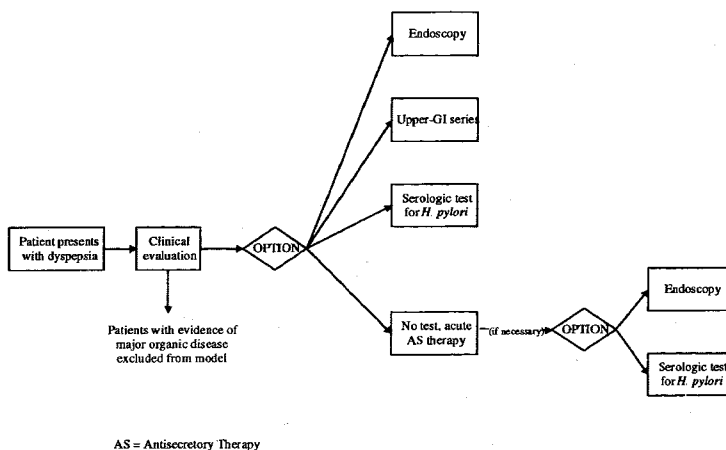 Endoscopy
Upper-GI series
Serologic test
for H. pylori
Patient presents
with dyspepsia
Clinical
evaluation
OPTION
Patients with evidence of
major organic disease
excluded from model
No test, acute
AS therapy
(if necessary)
OPTION
Endoscopy
Serologic test
for H. pylori
AS = Antisecretory Therapy